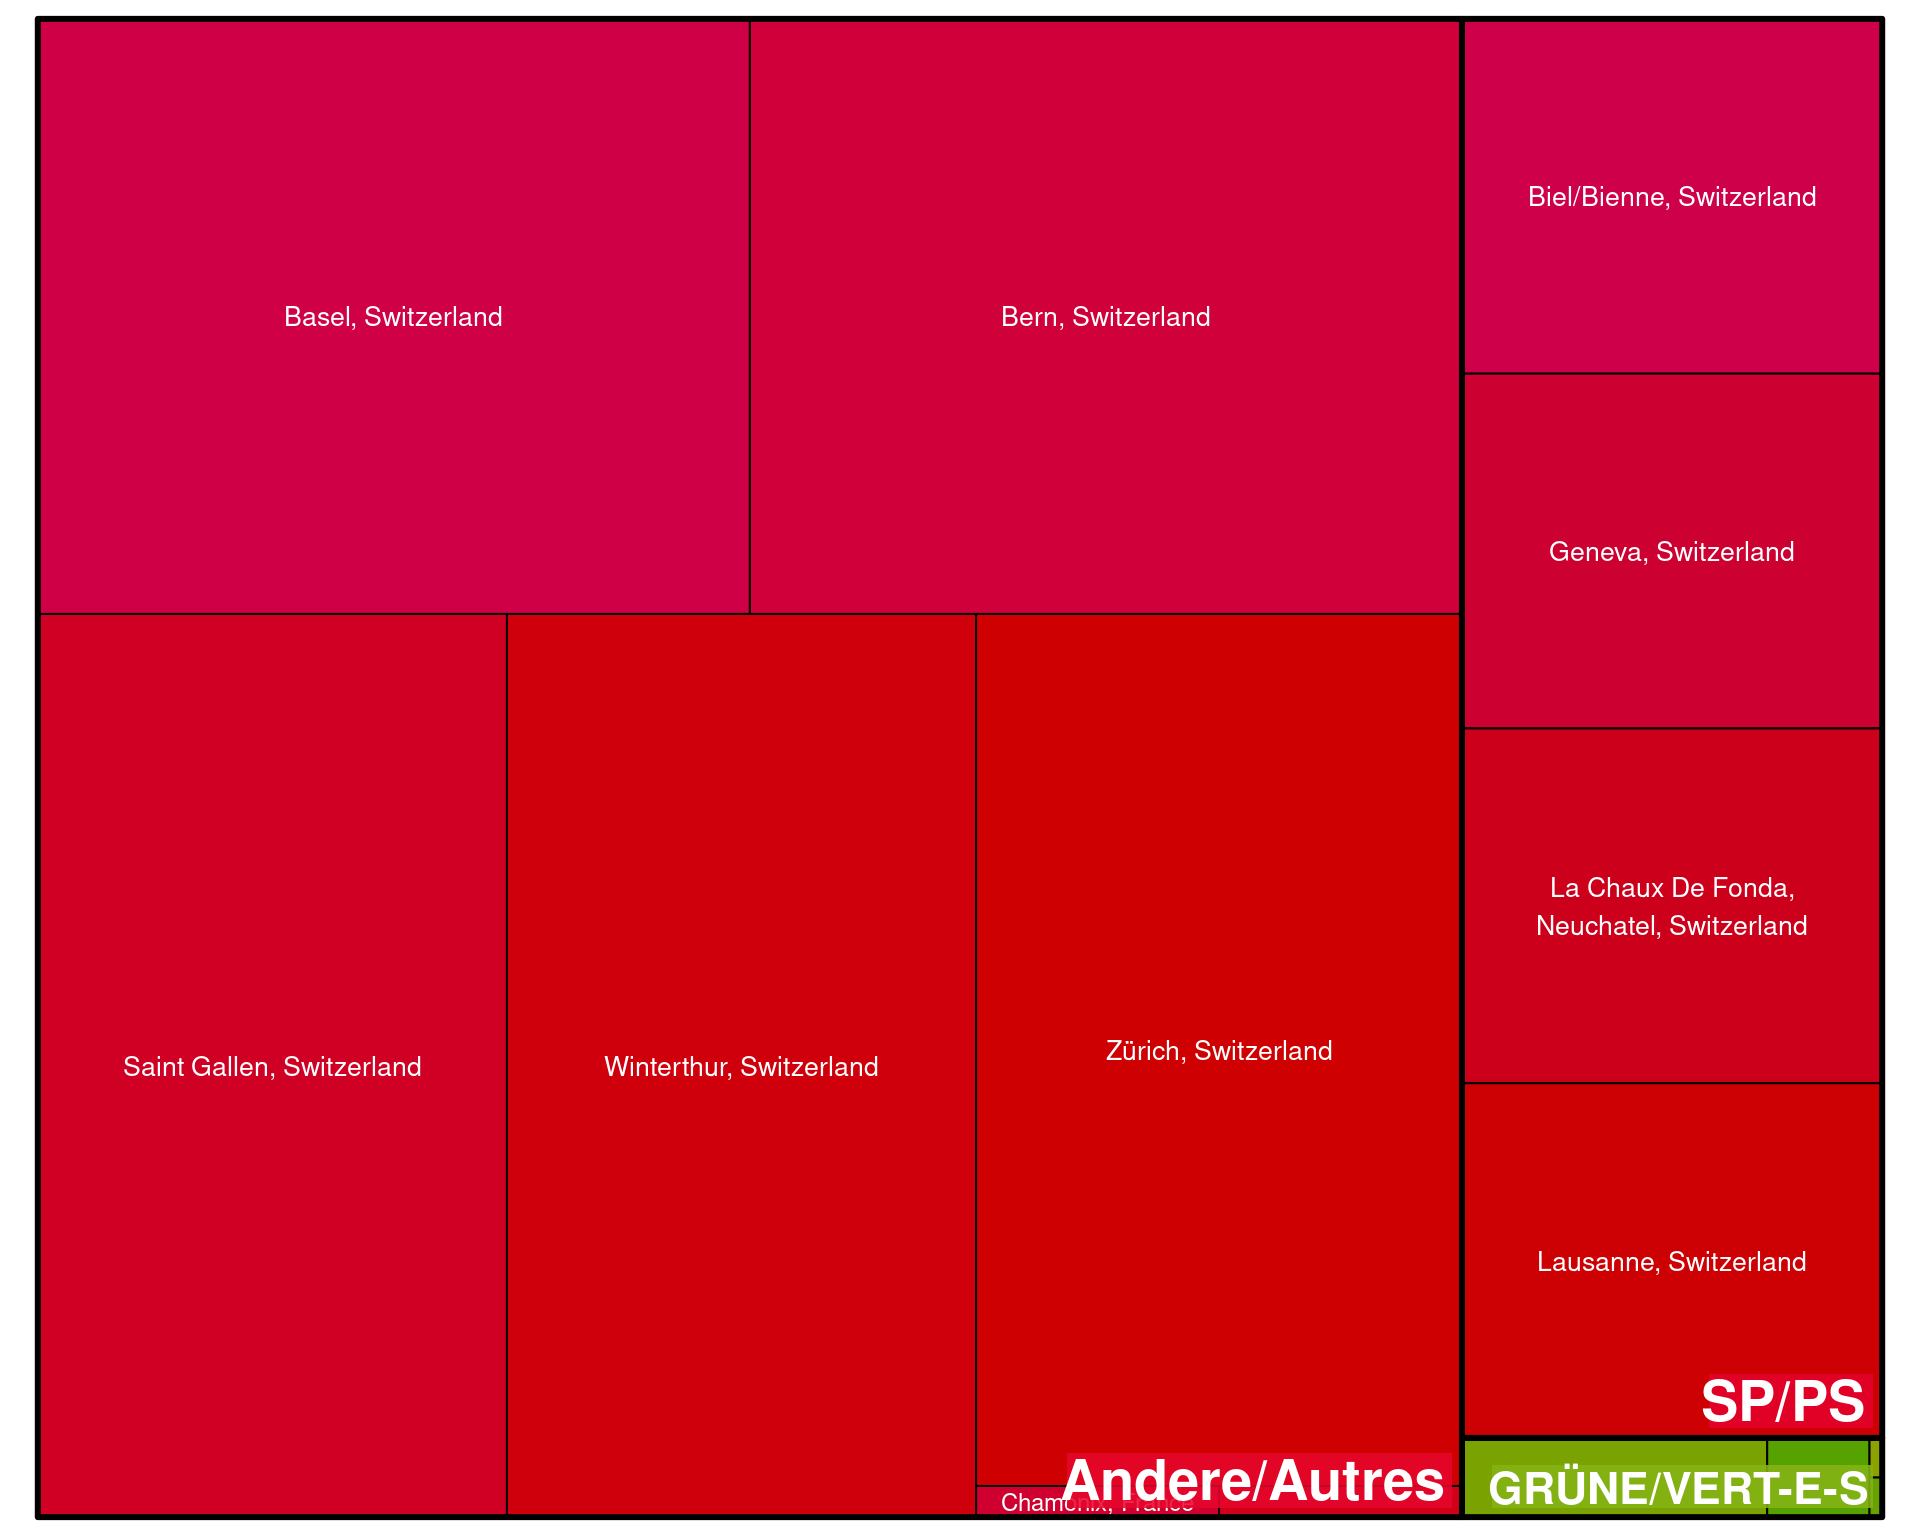 Basel, Switzerland
Bern, Switzerland
Biel/Bienne, Switzerland
Geneva, Switzerland
La Chaux De Fonda,
Neuchatel, Switzerland
Saint Gallen, Switzerland
Winterthur, Switzerland
Zürich, Switzerland
Lausanne, Switzerland
SP/PS
Andere/Autres
GRÜNE/VERT-E-S
Chamonix, France